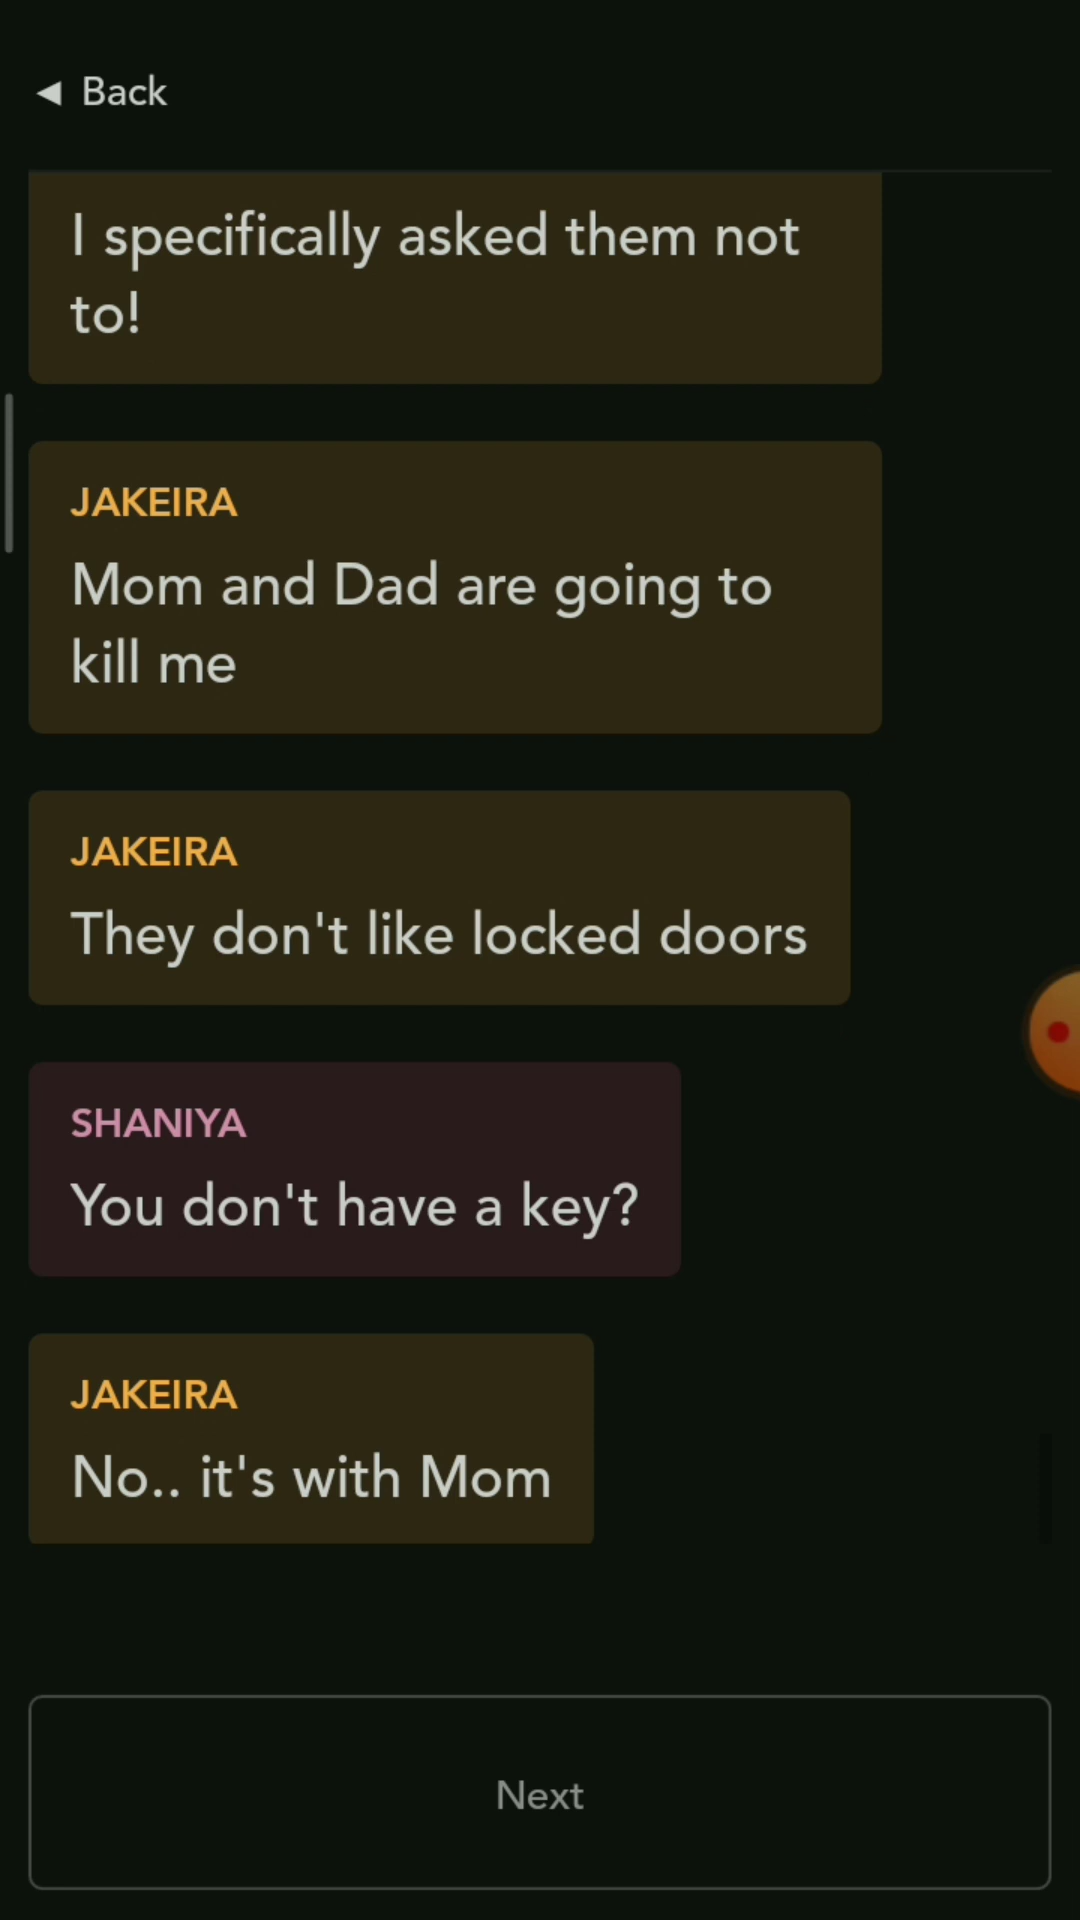 ◀ Back
I specifically asked them not
to!
JAKEIRA
Mom and Dad are going to
kill me
JAKEIRA
They don't like locked doors
SHANIYA
You don't have a key?
JAKEIRA
No.. it's with Mom
Next